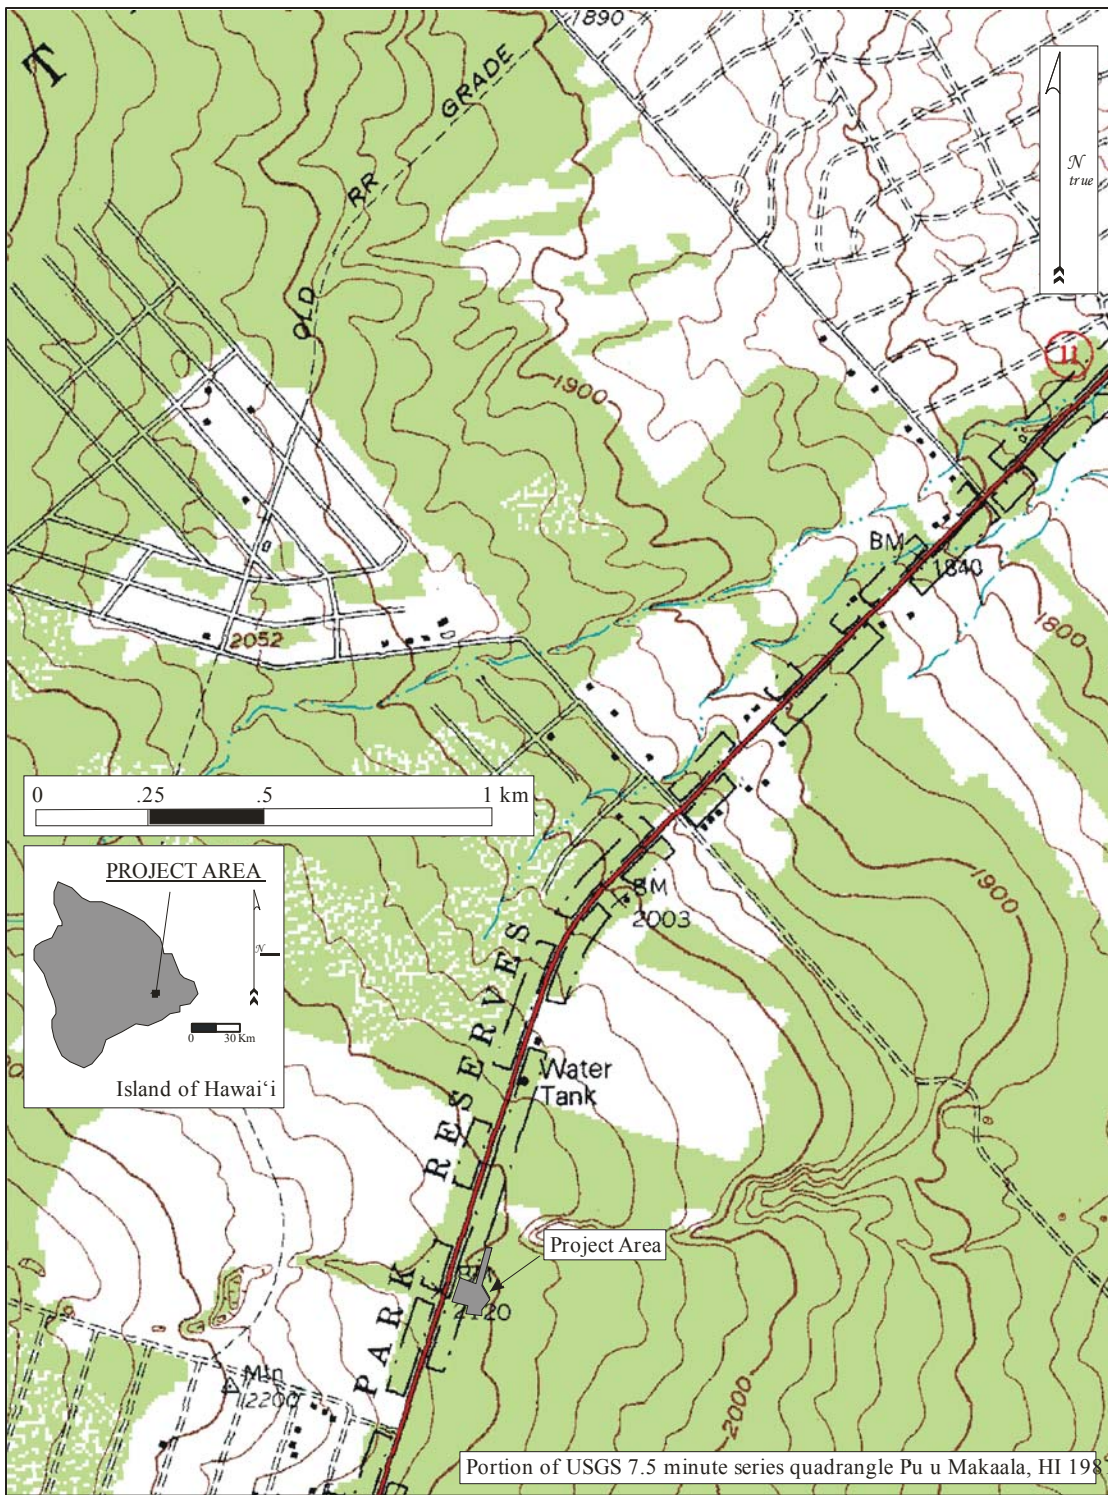 1890
T
GRADE
RR
OLD
N
true
11
1900
BM
1840
1800
2052
0 .25 .5 1 km
PROJECT AREA
N
0 30 Km
Island of Hawai‘i
1900
BM
2003
PARK RESERVES
Water
Tank
Project Area
2120
Mtn
2200
2000
Portion of USGS 7.5 minute series quadrangle Pu u Makaala, HI 198